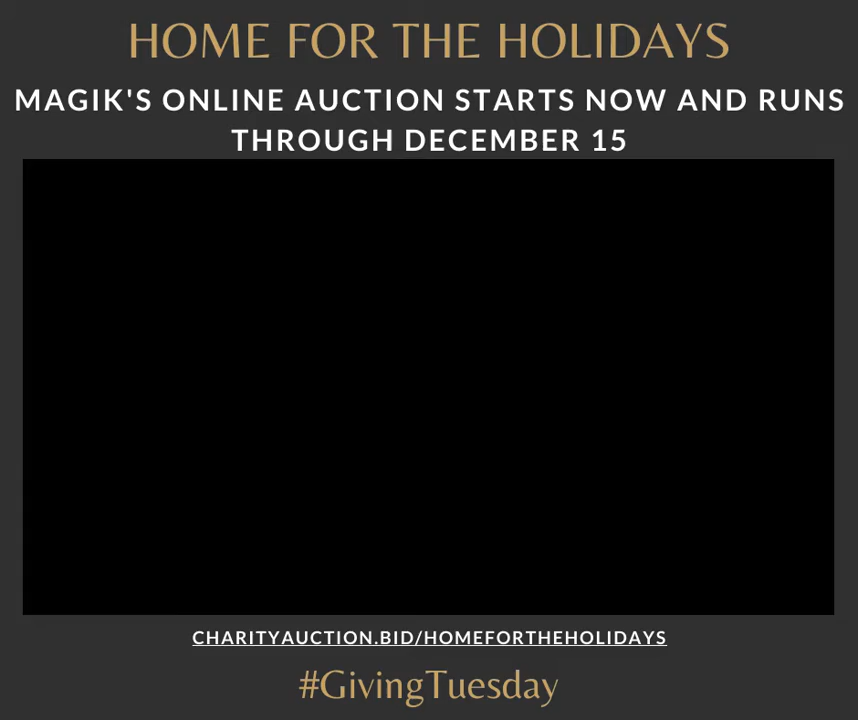 HOME FOR THE HOLIDAYS
MAGIK'S ONLINE AUCTION STARTS NOW AND RUNS
THROUGH DECEMBER 15
CHARITYAUCTION.BID/HOMEFORTHEHOLIDAYS
#GivingTuesday